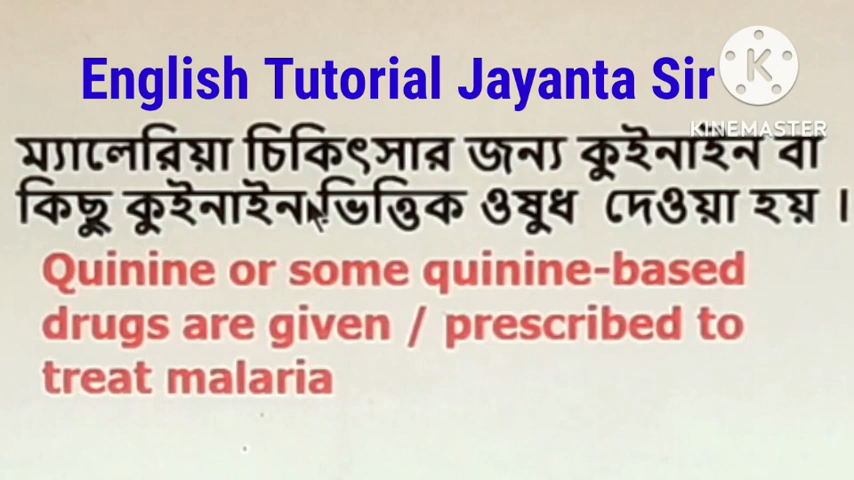 English Tutorial Jayanta Sir
KINEMASTER
ম্যালেরিয়া চিকিৎসার জন্য কুইনাইন বা
কিছু কুইনাইন ভিত্তিক ওষুধ দেওয়া হয় ।
Quinine or some quinine-based
drugs are given / prescribed to
treat malaria